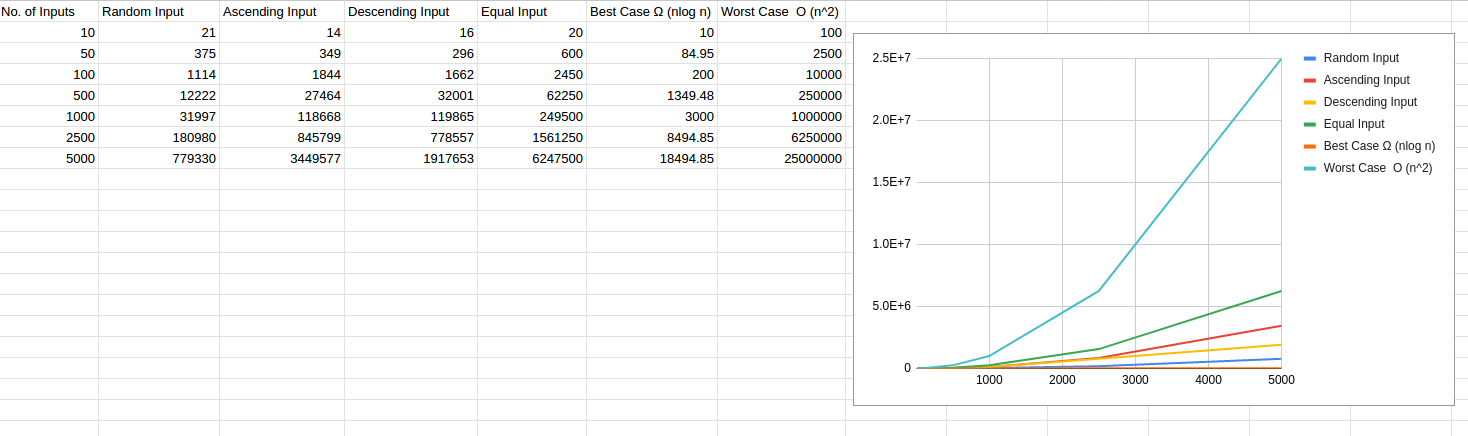 No. of Inputs Random Input Ascending Input Descending Input Equal Input Best Case Ω (nlog n) Worst Case  O (n^2)
10 21 14 16 20 10 100
50 375 349 296 600 84.95 2500
100 1114 1844 1662 2450 200 10000
500 12222 27464 32001 62250 1349.48 250000
1000 31997 118668 119865 249500 3000 1000000
2500 180980 845799 778557 1561250 8494.85 6250000
5000 779330 3449577 1917653 6247500 18494.85 25000000
2.5E+7
2.0E+7
1.5E+7
1.0E+7
5.0E+6
0
1000 2000 3000 4000 5000
Random Input
Ascending Input
Descending Input
Equal Input
Best Case Ω (nlog n)
Worst Case  O (n^2)